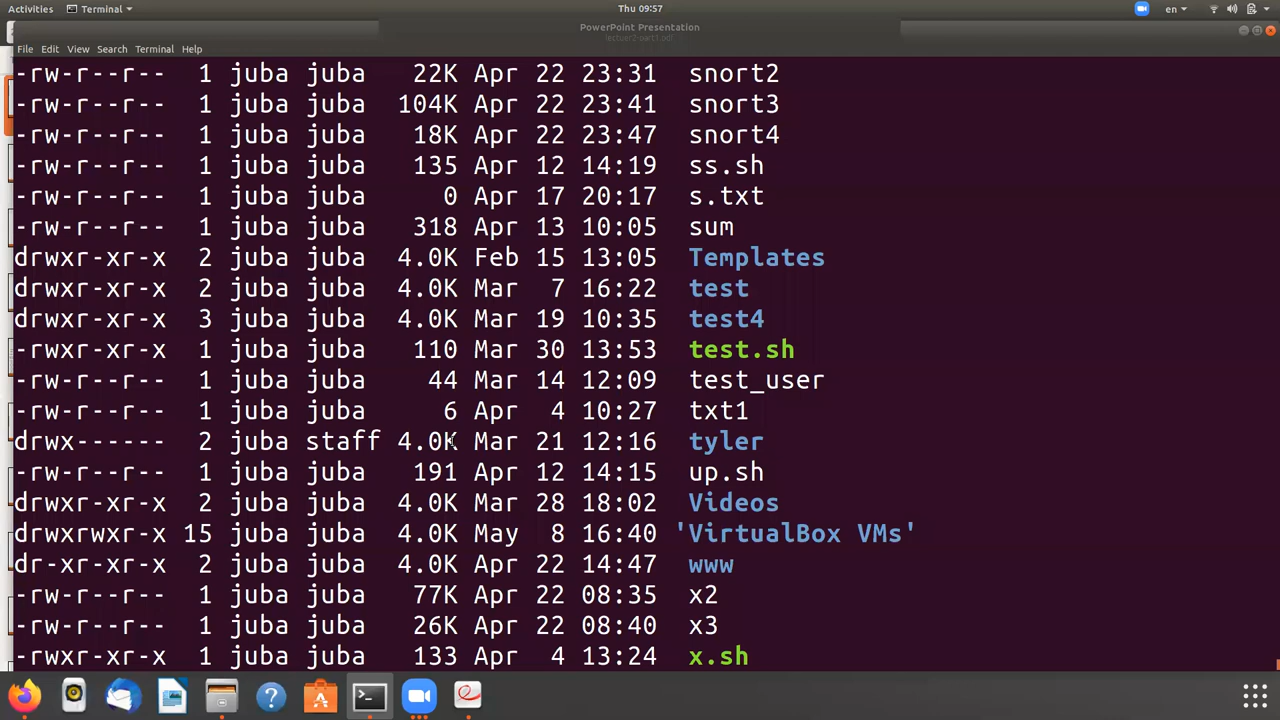 Activities Terminal Thu 09:57 en
PowerPoint Presentation
lectuer2-part1.pdf
File Edit View Search Terminal Help
-rw-r--r-- 1 juba juba 22K Apr 22 23:31 snort2
-rw-r--r-- 1 juba juba 104K Apr 22 23:41 snort3
-rw-r--r-- 1 juba juba 18K Apr 22 23:47 snort4
-rw-r--r-- 1 juba juba 135 Apr 12 14:19 ss.sh
-rw-r--r-- 1 juba juba 0 Apr 17 20:17 s.txt
-rw-r--r-- 1 juba juba 318 Apr 13 10:05 sum
drwxr-xr-x 2 juba juba 4.0K Feb 15 13:05 Templates
drwxr-xr-x 2 juba juba 4.0K Mar 7 16:22 test
drwxr-xr-x 3 juba juba 4.0K Mar 19 10:35 test4
-rwxr-xr-x 1 juba juba 110 Mar 30 13:53 test.sh
-rw-r--r-- 1 juba juba 44 Mar 14 12:09 test_user
-rw-r--r-- 1 juba juba 6 Apr 4 10:27 txt1
drwx------ 2 juba staff 4.0K Mar 21 12:16 tyler
-rw-r--r-- 1 juba juba 191 Apr 12 14:15 up.sh
drwxr-xr-x 2 juba juba 4.0K Mar 28 18:02 Videos
drwxrwxr-x 15 juba juba 4.0K May 8 16:40 'VirtualBox VMs'
dr-xr-xr-x 2 juba juba 4.0K Apr 22 14:47 www
-rw-r--r-- 1 juba juba 77K Apr 22 08:35 x2
-rw-r--r-- 1 juba juba 26K Apr 22 08:40 x3
-rwxr-xr-x 1 juba juba 133 Apr 4 13:24 x.sh